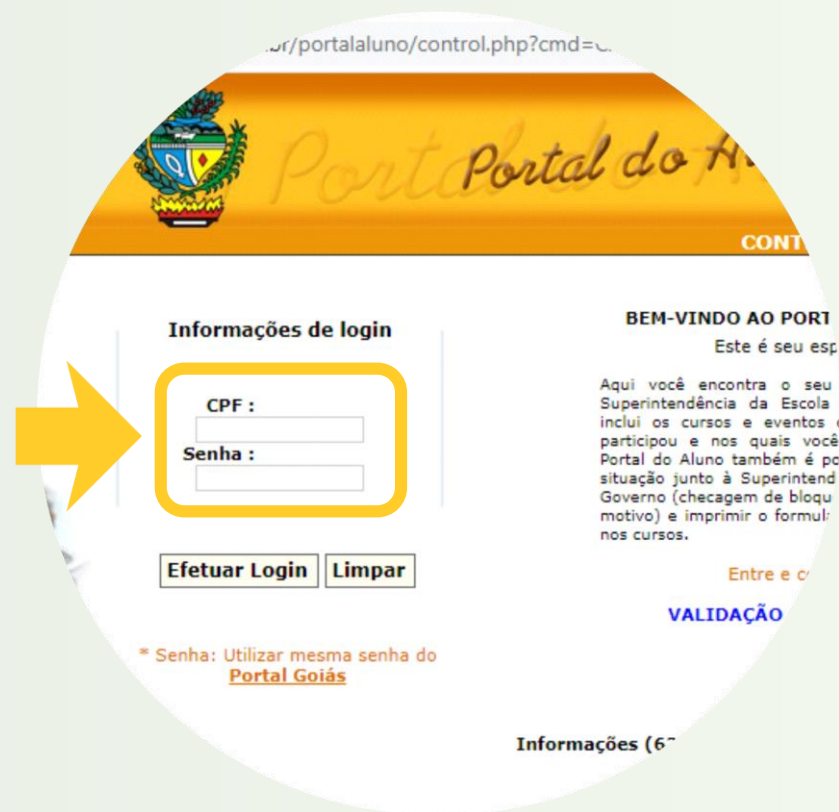 br/portalaluno/control.php?cmd=
Portal do
CONT
Informações de login
CPF :
Senha :
Efetuar Login Limpar
* Senha: Utilizar mesma senha do
Portal Goiás
BEM-VINDO AO PORT
Este é seu esp
Aqui você encontra o seu
Superintendência da Escola
inclui os cursos e eventos
participou e nos quais você
Portal do Aluno também é po
situação junto à Superintend
Governo (checagem de bloqu
motivo) e imprimir o formul
nos cursos.
Entre e c
VALIDAÇÃO
Informações (62